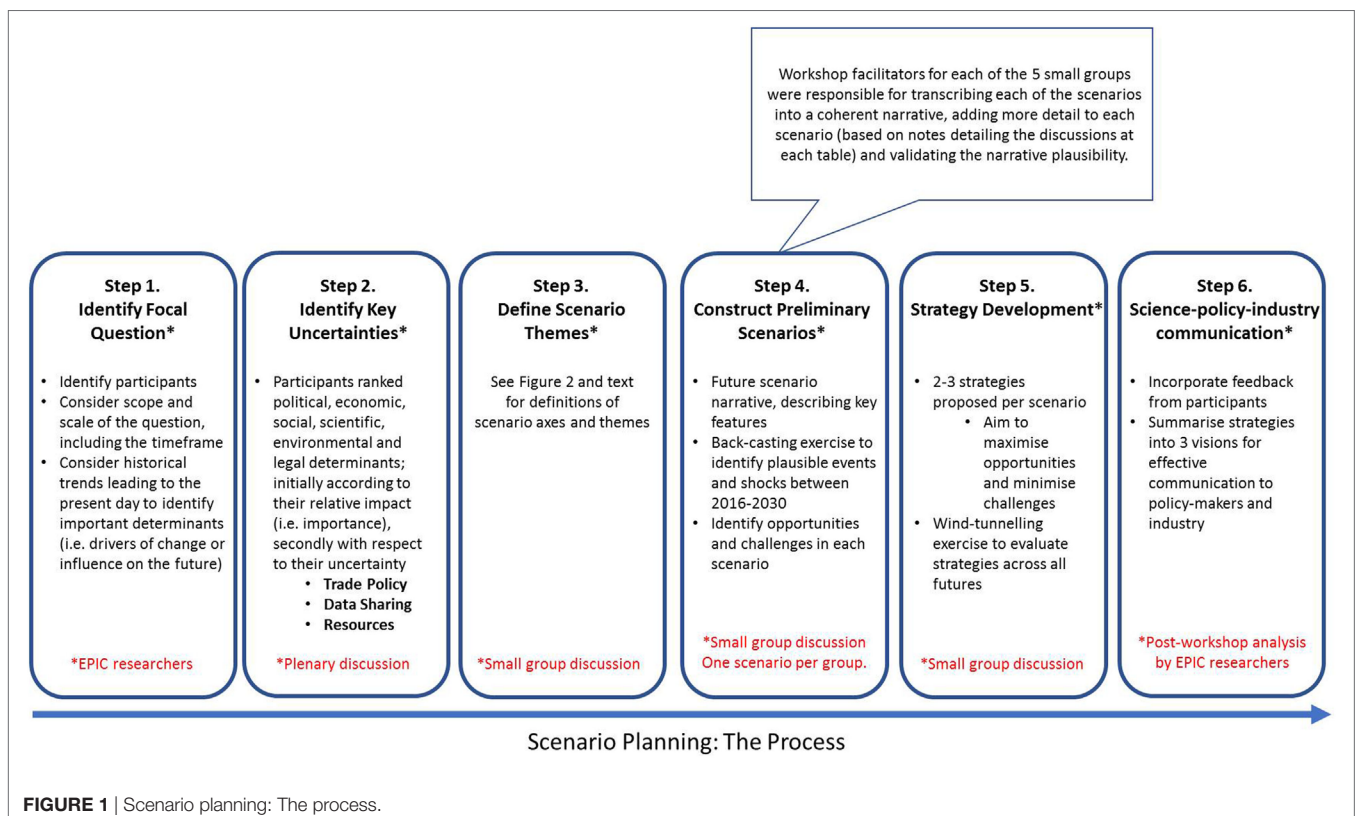 Workshop facilitators for each of the 5 small groups
were responsible for transcribing each of the scenarios
into a coherent narrative, adding more detail to each
scenario (based on notes detailing the discussions at
each table) and validating the narrative plausibility.
Step 1.
Identify Focal
Question*
• Identify participants
• Consider scope and
scale of the question,
including the timeframe
• Consider historical
trends leading to the
present day to identify
important determinants
(i.e. drivers of change or
influence on the future)
*EPIC researchers
Step 2.
Identify Key
Uncertainties*
• Participants ranked
political, economic,
social, scientific,
environmental and
legal determinants;
initially according to
their relative impact
(i.e. importance),
secondly with respect
to their uncertainty
• Trade Policy
• Data Sharing
• Resources
*Plenary discussion
Step 3.
Define Scenario
Themes*
See Figure 2 and text
for definitions of
scenario axes and themes
*Small group discussion
Step 4.
Construct Preliminary
Scenarios*
• Future scenario
narrative, describing key
features
• Back-casting exercise to
identify plausible events
and shocks between
2016-2030
• Identify opportunities
and challenges in each
scenario
*Small group discussion
One scenario per group.
Step 5.
Strategy Development*
• 2-3 strategies
proposed per scenario
• Aim to
maximise
opportunities
and minimise
challenges
• Wind-tunnelling
exercise to evaluate
strategies across all
futures
*Small group discussion
Step 6.
Science-policy-industry
communication*
• Incorporate feedback
from participants
• Summarise strategies
into 3 visions for
effective
communication to
policy-makers and
industry
*Post-workshop analysis
by EPIC researchers
Scenario Planning: The Process
FIGURE 1 | Scenario planning: The process.